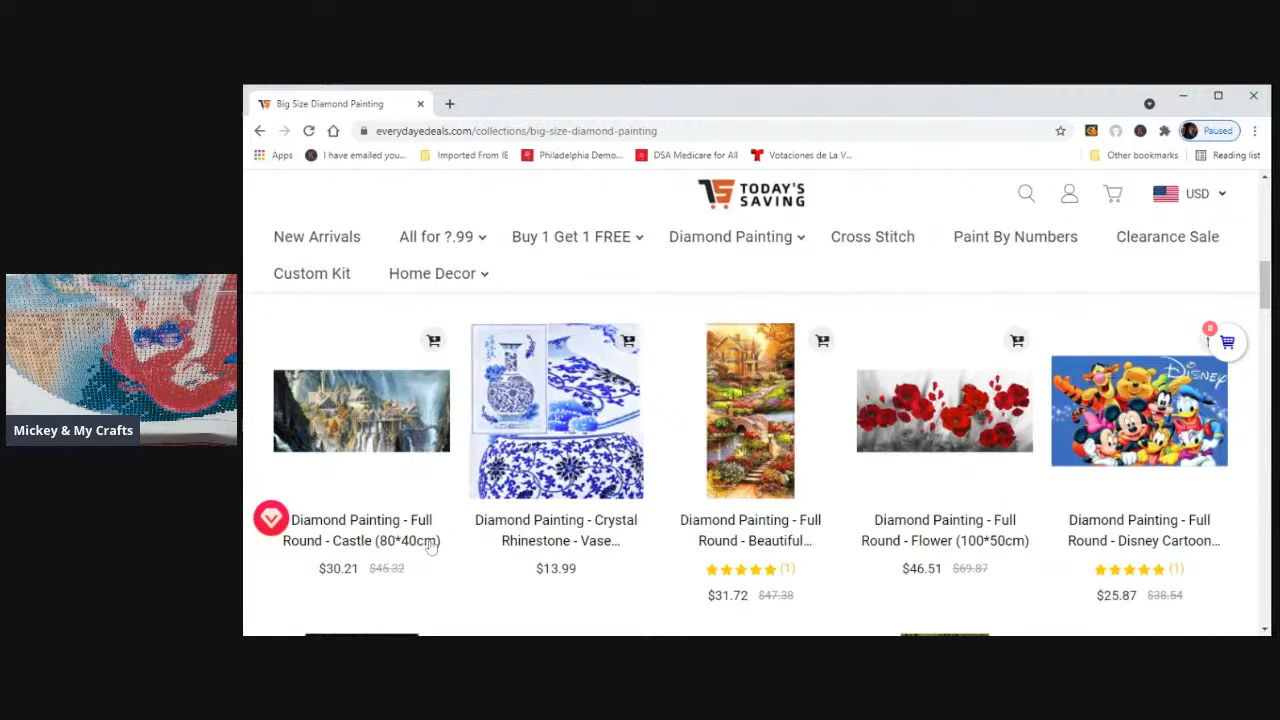 Big Size Diamond Painting
everydayedeals.com/collections/big-size-diamond-painting
Paused
Apps
I have emailed you...
Imported From IE
Philadelphia Demo...
DSA Medicare for All
Votaciones de La V...
Other bookmarks
Reading list
TODAY'S
SAVING
USD
New Arrivals
All for ?.99
Buy 1 Get 1 FREE
Diamond Painting
Cross Stitch
Paint By Numbers
Clearance Sale
Custom Kit
Home Decor
0
Disney
Mickey & My Crafts
Diamond Painting - Full
Round - Castle (80*40cm)
$30.21 $45.32
Diamond Painting - Crystal
Rhinestone - Vase...
$13.99
Diamond Painting - Full
Round - Beautiful...
(1)
$31.72 $47.38
Diamond Painting - Full
Round - Flower (100*50cm)
$46.51 $69.87
Diamond Painting - Full
Round - Disney Cartoon...
(1)
$25.87 $38.54